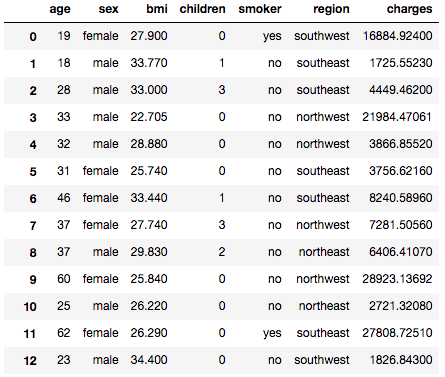 age sex bmi children smoker region charges
0 19 female 27.900 0 yes southwest 16884.92400
1 18 male 33.770 1 no southeast 1725.55230
2 28 male 33.000 3 no southeast 4449.46200
3 33 male 22.705 0 no northwest 21984.47061
4 32 male 28.880 0 no northwest 3866.85520
5 31 female 25.740 0 no southeast 3756.62160
6 46 female 33.440 1 no southeast 8240.58960
7 37 female 27.740 3 no northwest 7281.50560
8 37 male 29.830 2 no northeast 6406.41070
9 60 female 25.840 0 no northwest 28923.13692
10 25 male 26.220 0 no northeast 2721.32080
11 62 female 26.290 0 yes southeast 27808.72510
12 23 male 34.400 0 no southwest 1826.84300